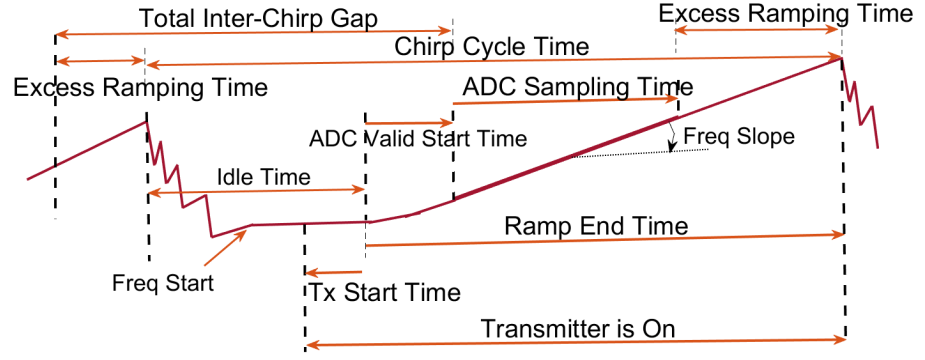 Total Inter-Chirp Gap
Excess Ramping Time
Chirp Cycle Time
Excess Ramping Time
ADC Sampling Time
ADC Valid Start Time
Freq Slope
Idle Time
Ramp End Time
Freq Start
Tx Start Time
Transmitter is On